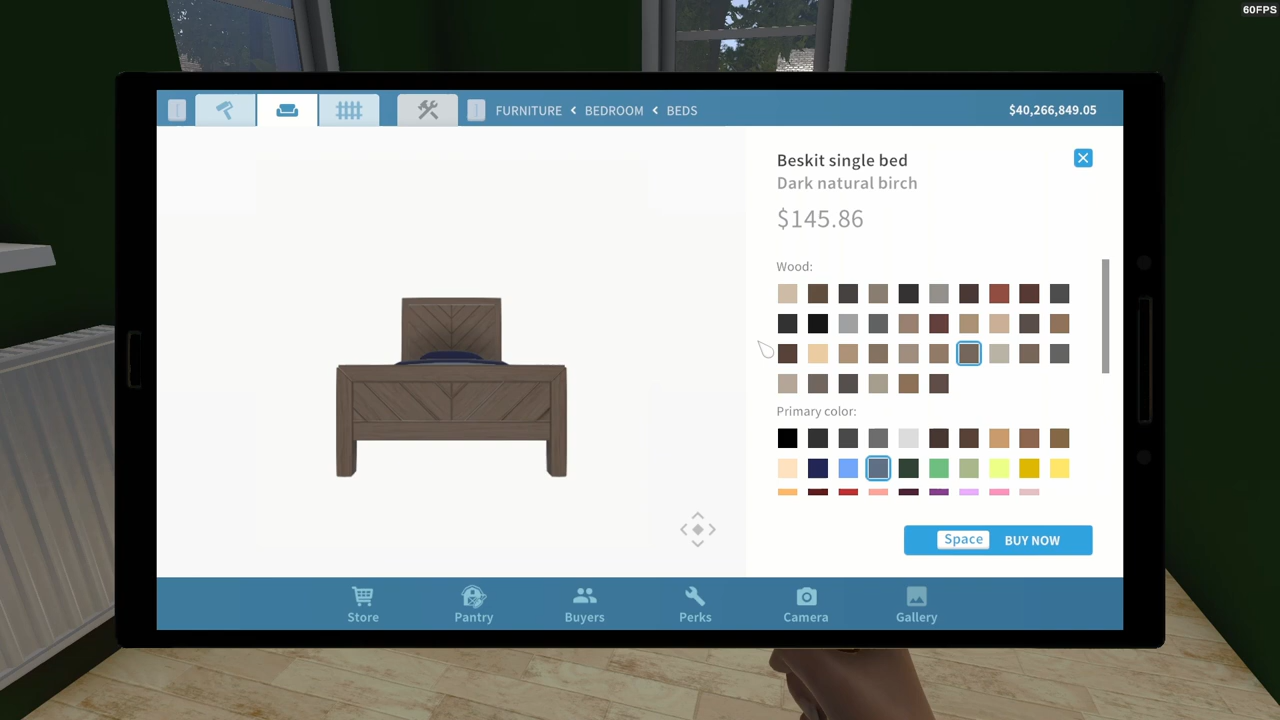 60FPS
FURNITURE < BEDROOM < BEDS
$40,266,849.05
Beskit single bed
Dark natural birch
$145.86
Wood:
Primary color:
Space BUY NOW
Store Pantry Buyers Perks Camera Gallery